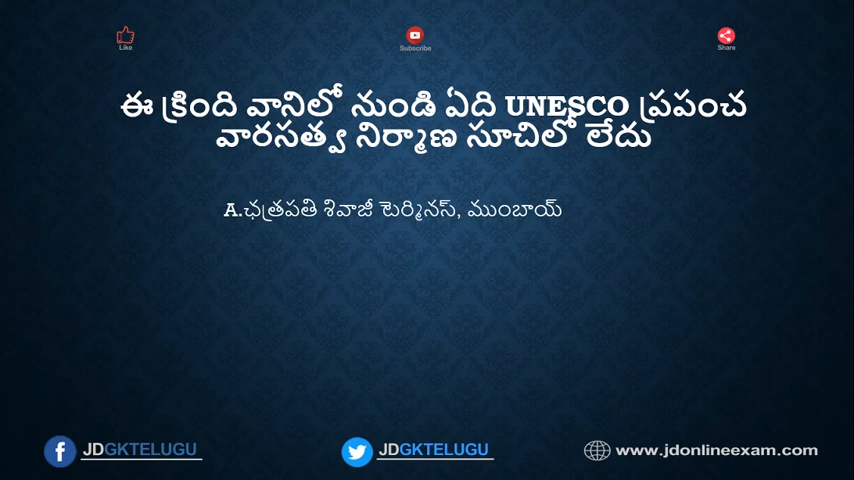 Like
Subscribe
Share
ఈ క్రింది వానిలో నుండి ఏది UNESCO ప్రపంచ
వారసత్వ నిర్మాణ సూచిలో లేదు
A.ఛత్రపతి శివాజీ టెర్మినస్, ముంబాయ్
JDGKTELUGU
JDGKTELUGU
www.jdonlineexam.com